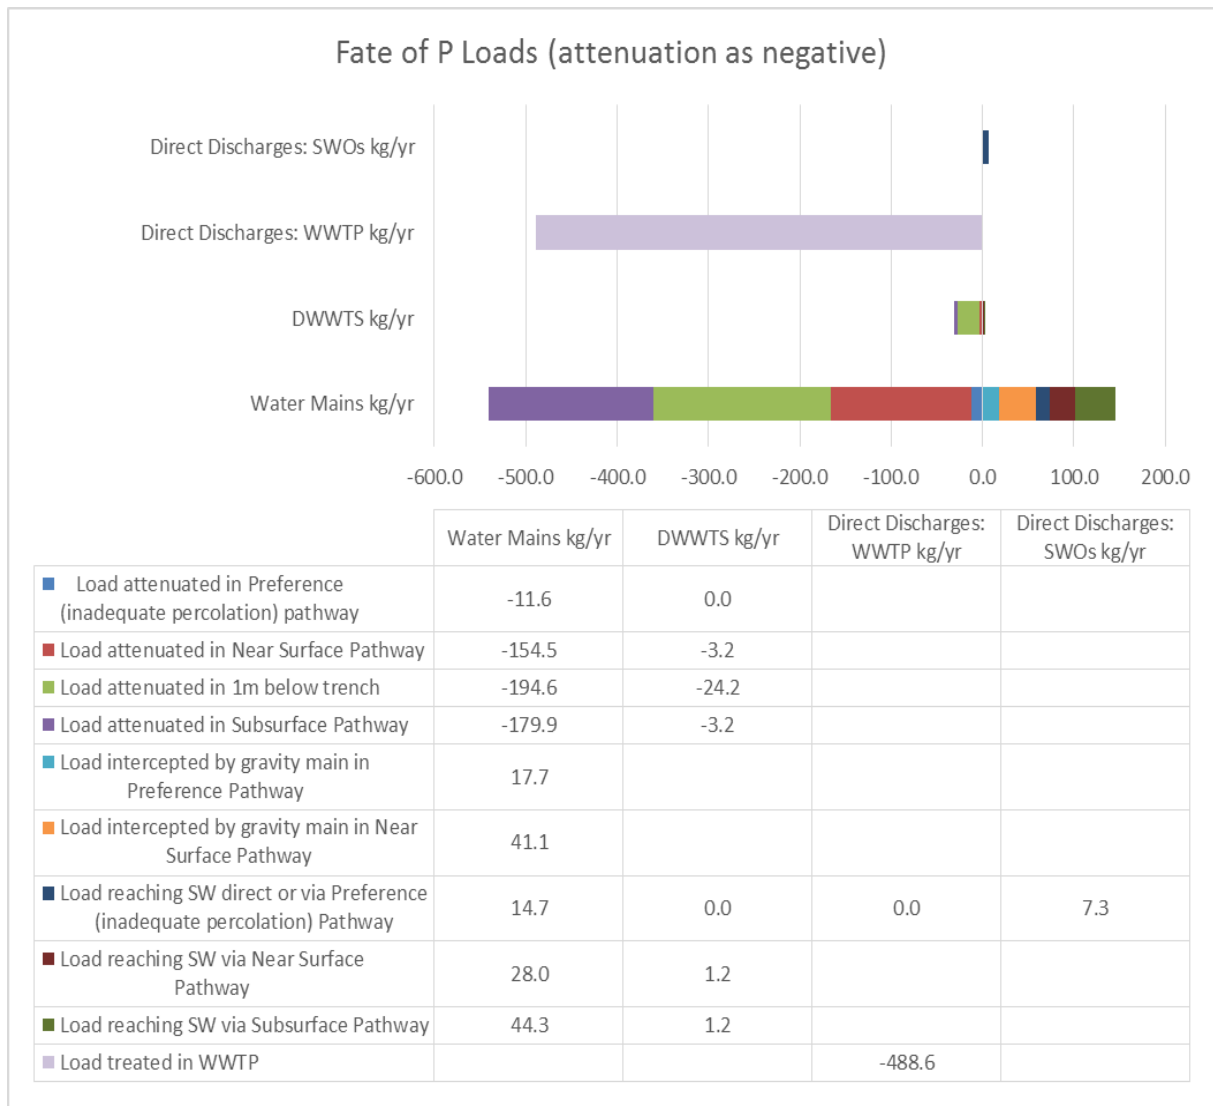 Fate of P Loads (attenuation as negative)
Direct Discharges: SWOs kg/yr
Direct Discharges: WWTP kg/yr
DWWTS kg/yr
Water Mains kg/yr
-600.0 -500.0 -400.0 -300.0 -200.0 -100.0 0.0 100.0 200.0
Water Mains kg/yr DWWTS kg/yr Direct Discharges: Direct Discharges:
WWTP kg/yr SWOs kg/yr
Load attenuated in Preference
(inadequate percolation) pathway
-11.6 0.0
Load attenuated in Near Surface Pathway -154.5 -3.2
Load attenuated in 1m below trench -194.6 -24.2
Load attenuated in Subsurface Pathway -179.9 -3.2
Load intercepted by gravity main in
Preference Pathway
17.7
Load intercepted by gravity main in Near
Surface Pathway
41.1
Load reaching SW direct or via Preference
(inadequate percolation) Pathway
14.7 0.0 0.0 7.3
Load reaching SW via Near Surface
Pathway
28.0 1.2
Load reaching SW via Subsurface Pathway 44.3 1.2
Load treated in WWTP -488.6